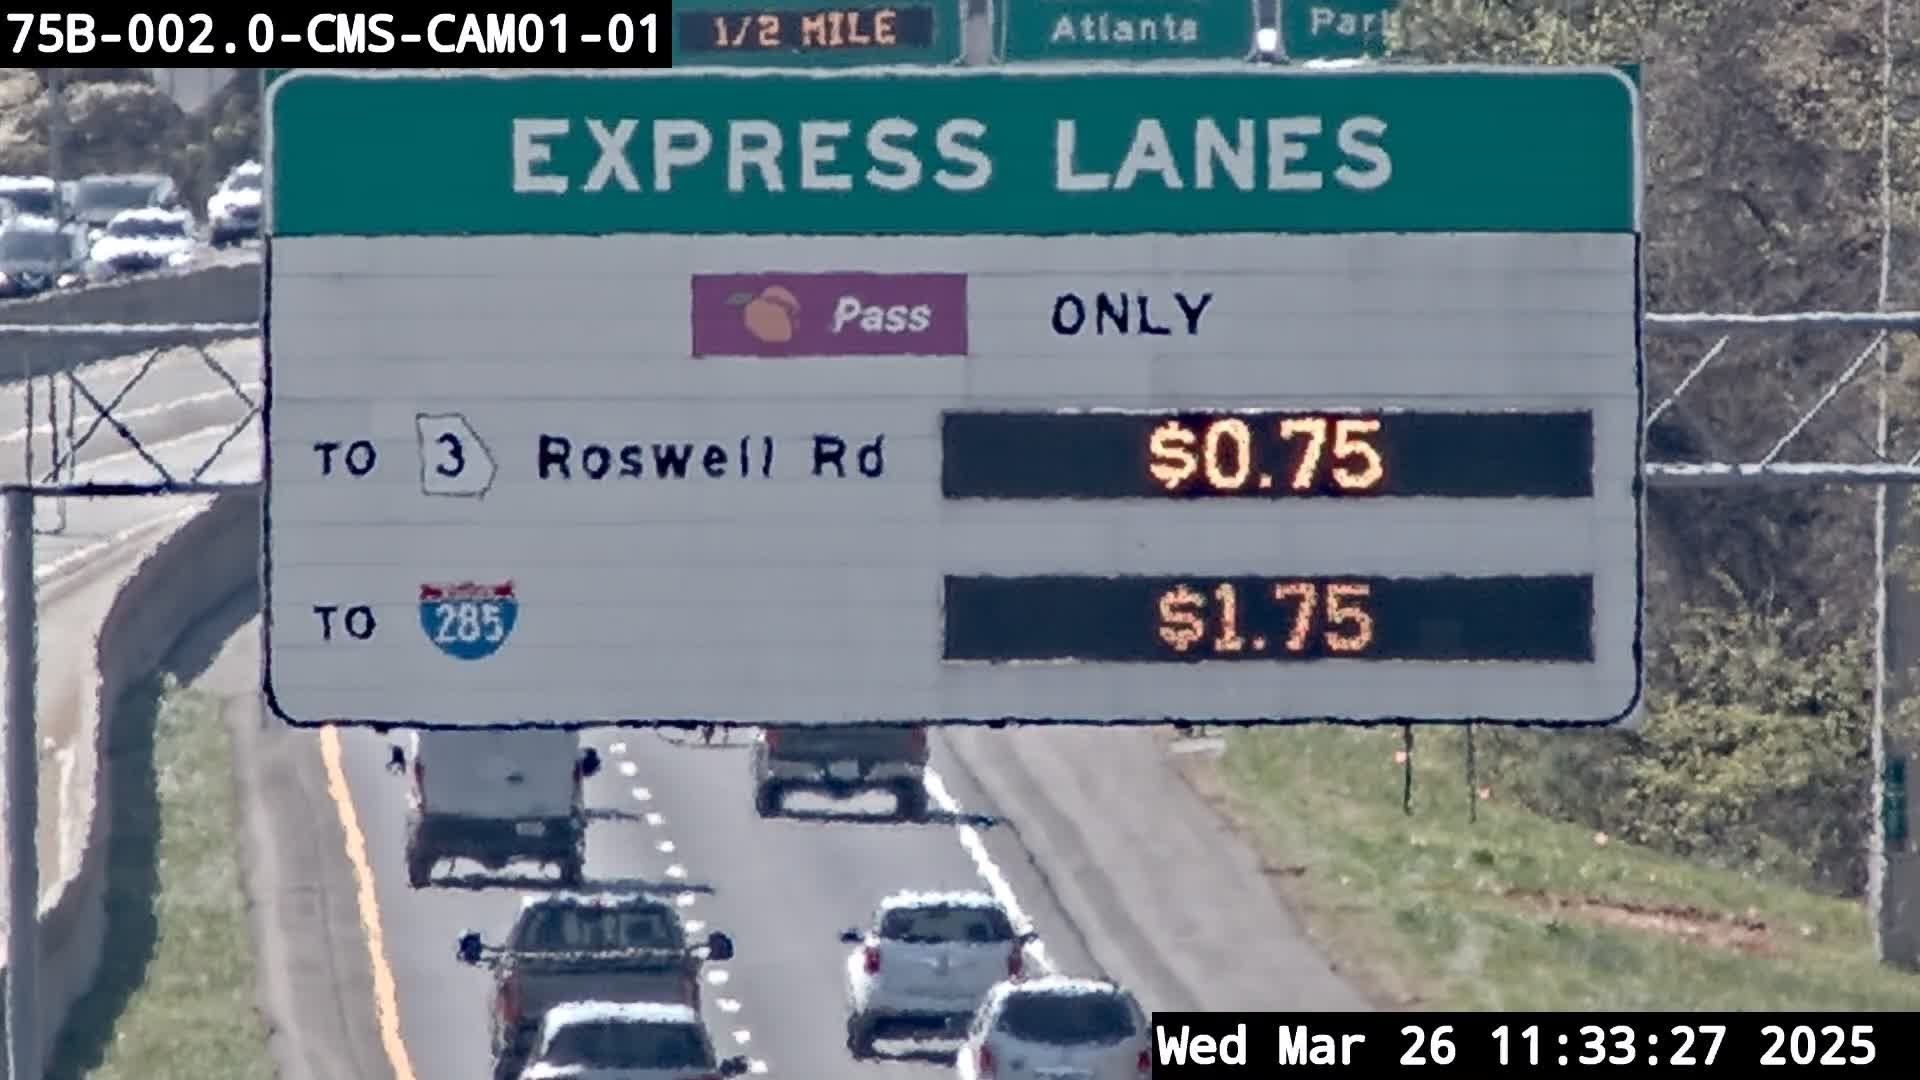 75B-002.0-CMS-CAM01-01
1/2 MILE
Atlanta
Park
EXPRESS LANES
Pass ONLY
TO 3 Roswell Rd $0.75
TO 285 $1.75
Wed Mar 26 11:33:27 2025